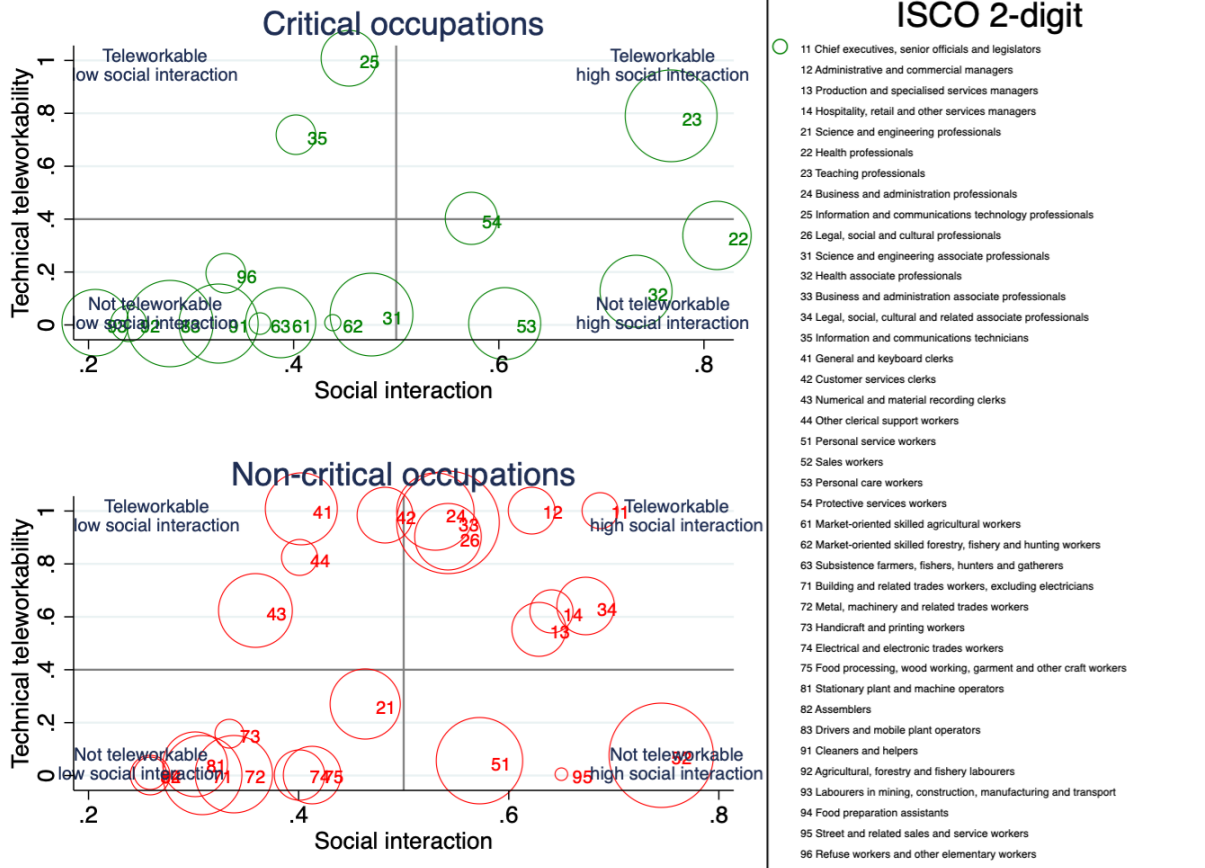 Critical occupations
Teleworkable
low social interaction
Teleworkable
high social interaction
Technical teleworkability
1
.8
.6
.4
.2
0
25
23
35
54
22
96
32
31
53
62
61
63
91
Not teleworkable
low social interaction
Not teleworkable
high social interaction
.2
.4
.6
.8
Social interaction
Non-critical occupations
Teleworkable
low social interaction
Teleworkable
high social interaction
Technical teleworkability
1
.8
.6
.4
.2
0
41
42
24
33
26
12
11
44
43
14
34
13
21
73
81
71
72
74
75
51
52
95
Not teleworkable
low social interaction
Not teleworkable
high social interaction
.2
.4
.6
.8
Social interaction
ISCO 2-digit
11 Chief executives, senior officials and legislators
12 Administrative and commercial managers
13 Production and specialised services managers
14 Hospitality, retail and other services managers
21 Science and engineering professionals
22 Health professionals
23 Teaching professionals
24 Business and administration professionals
25 Information and communications technology professionals
26 Legal, social and cultural professionals
31 Science and engineering associate professionals
32 Health associate professionals
33 Business and administration associate professionals
34 Legal, social, cultural and related associate professionals
35 Information and communications technicians
41 General and keyboard clerks
42 Customer services clerks
43 Numerical and material recording clerks
44 Other clerical support workers
51 Personal service workers
52 Sales workers
53 Personal care workers
54 Protective services workers
61 Market-oriented skilled agricultural workers
62 Market-oriented skilled forestry, fishery and hunting workers
63 Subsistence farmers, fishers, hunters and gatherers
71 Building and related trades workers, excluding electricians
72 Metal, machinery and related trades workers
73 Handicraft and printing workers
74 Electrical and electronic trades workers
75 Food processing, wood working, garment and other craft workers
81 Stationary plant and machine operators
82 Assemblers
83 Drivers and mobile plant operators
91 Cleaners and helpers
92 Agricultural, forestry and fishery labourers
93 Labourers in mining, construction, manufacturing and transport
94 Food preparation assistants
95 Street and related sales and service workers
96 Refuse workers and other elementary workers